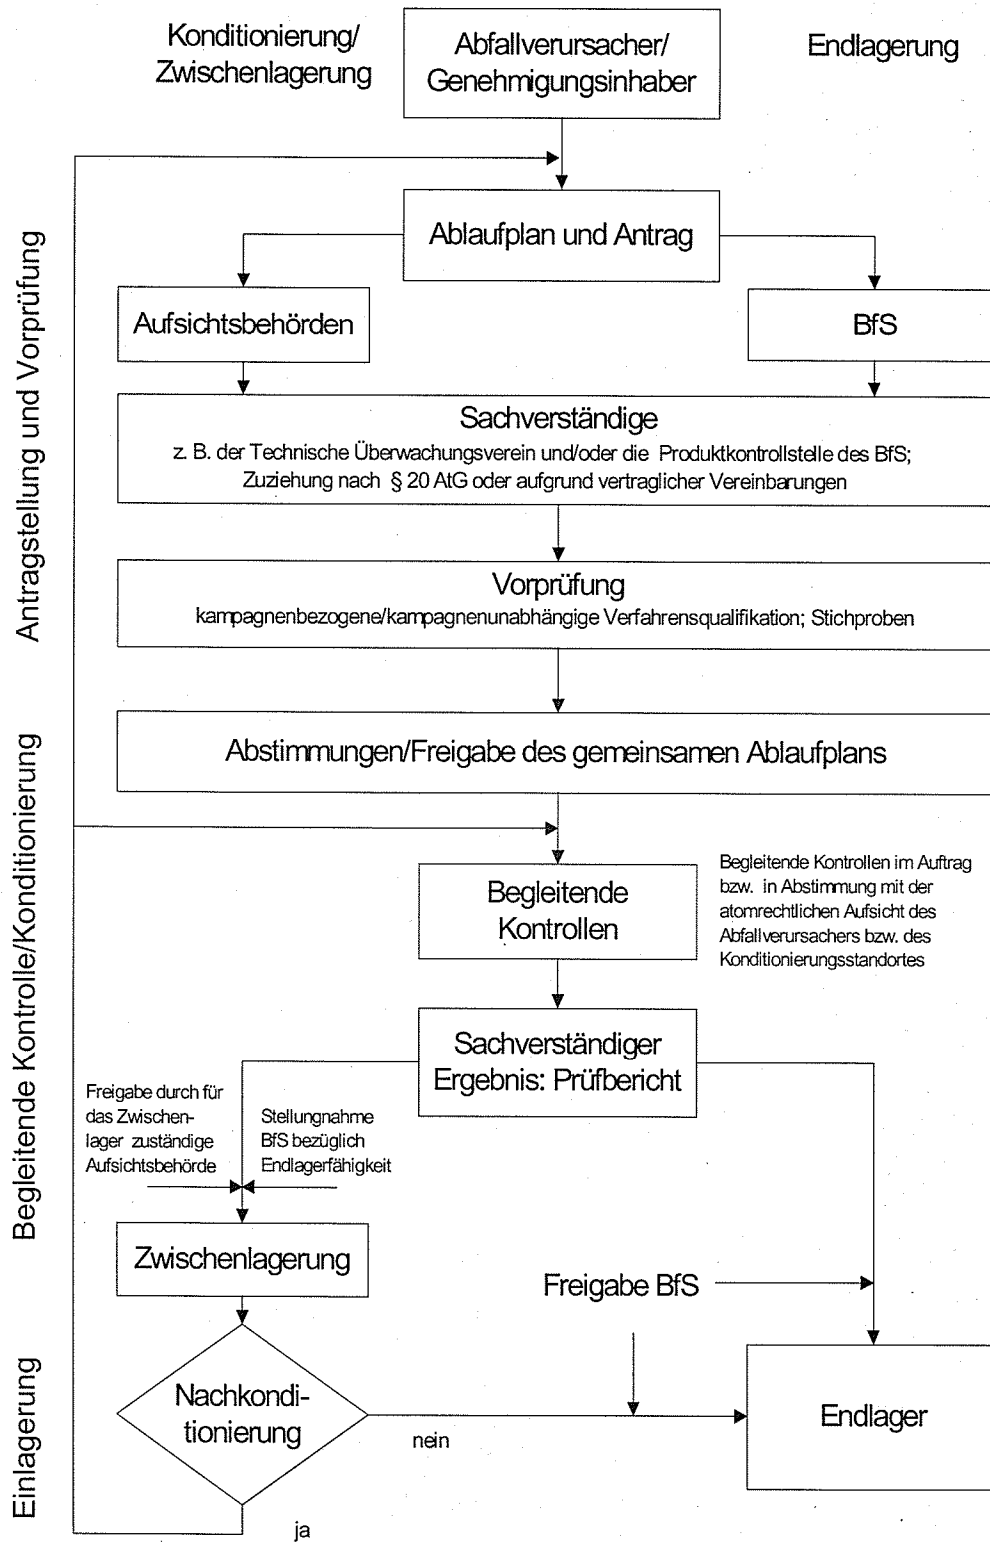 Konditionierung/
Zwischenlagerung
Abfallverursacher/
Genehmigungsinhaber
Endlagerung
Ablaufplan und Antrag
Aufsichtsbehörden
BfS
Sachverständige
z. B. der Technische Überwachungsverein und/oder die Produktkontrollstelle des BfS;
Zuziehung nach § 20 AtG oder aufgrund vertraglicher Vereinbarungen
Vorprüfung
kampagnenbezogene/kampagnenunabhängige Verfahrensqualifikation; Stichproben
Antragstellung und Vorprüfung
Abstimmungen/Freigabe des gemeinsamen Ablaufplans
Begleitende
Kontrollen
Begleitende Kontrollen im Auftrag
bzw. in Abstimmung mit der
atomrechtlichen Aufsicht des
Abfallverursachers bzw. des
Konditionierungsstandortes
Sachverständiger
Ergebnis: Prüfbericht
Freigabe durch für
das Zwischen-
lager zuständige
Aufsichtsbehörde
Stellungnahme
BfS bezüglich
Endlagerfähigkeit
Zwischenlagerung
Begleitende Kontrolle/Konditionierung
Freigabe BfS
Nachkondi-
tionierung
nein
Endlager
ja
Einlagerung